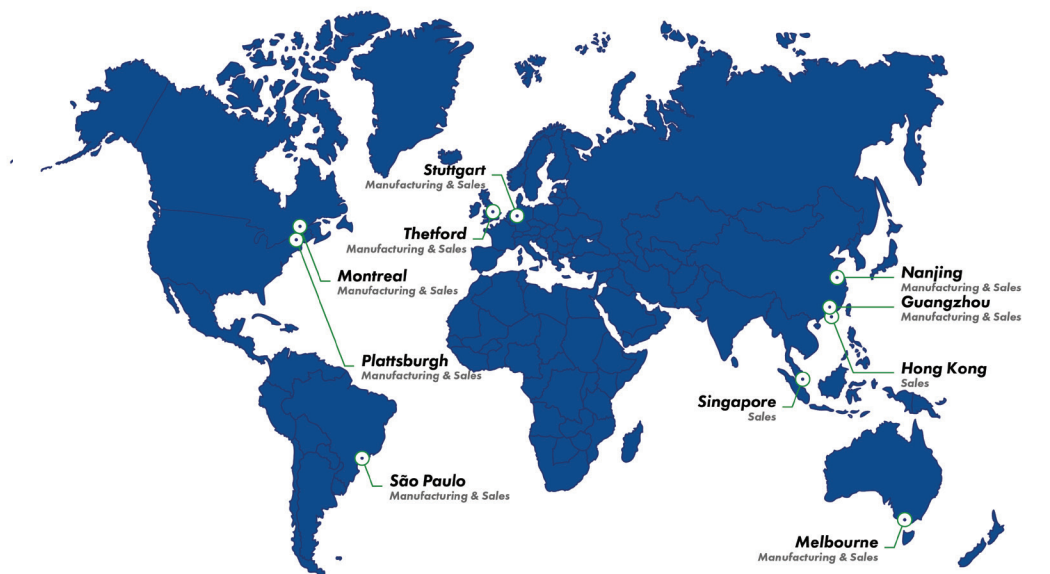 Stuttgart
Manufacturing & Sales
Thetford
Manufacturing & Sales
Montreal
Manufacturing & Sales
Nanjing
Manufacturing & Sales
Guangzhou
Manufacturing & Sales
Plattsburgh
Manufacturing & Sales
Hong Kong
Sales
Singapore
Sales
São Paulo
Manufacturing & Sales
Melbourne
Manufacturing & Sales